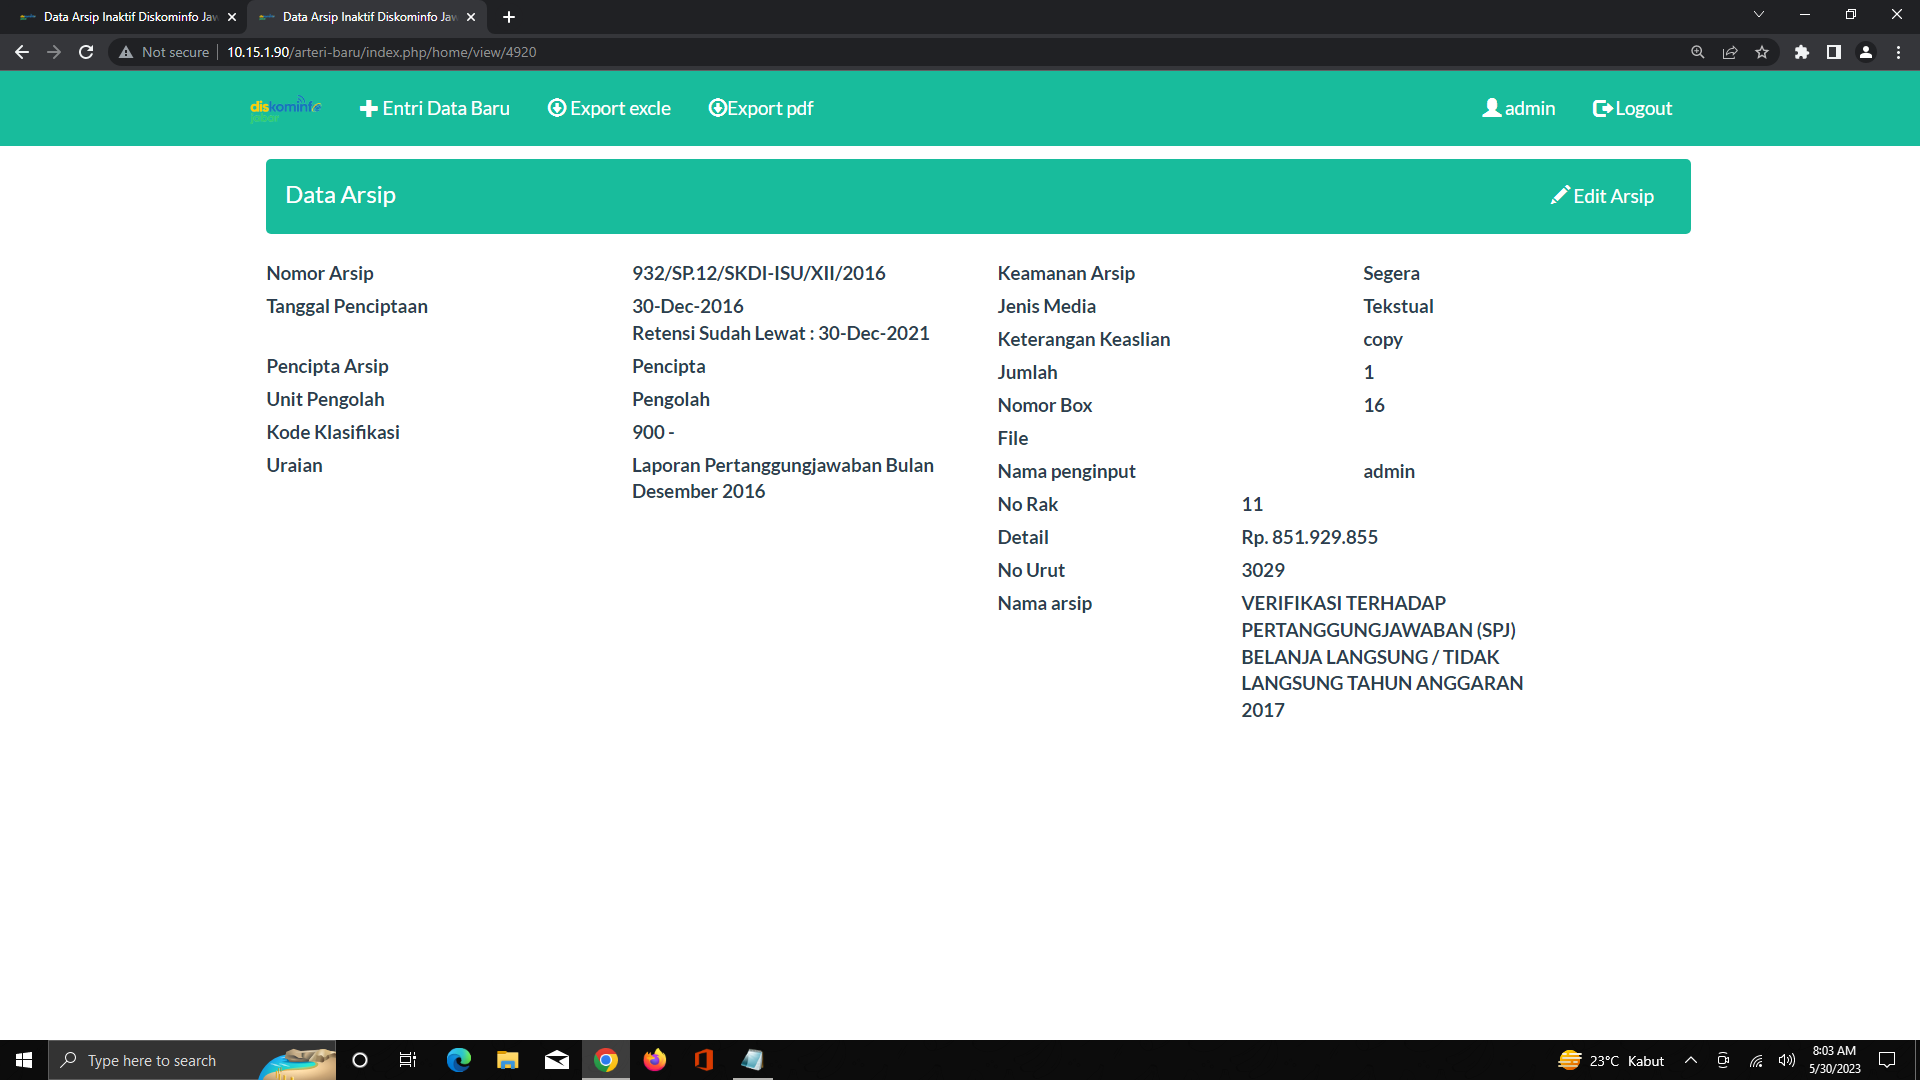 Data Arsip Inaktif Diskominfo Jaw
Data Arsip Inaktif Diskominfo Jaw
Not secure
10.15.1.90/arteri-baru/index.php/home/view/4920
diskominfo
jabar
Entri Data Baru
Export excle
Export pdf
admin
Logout
Data Arsip
Edit Arsip
Nomor Arsip
932/SP.12/SKDI-ISU/XII/2016
Tanggal Penciptaan
30-Dec-2016
Retensi Sudah Lewat : 30-Dec-2021
Pencipta Arsip
Pencipta
Unit Pengolah
Pengolah
Kode Klasifikasi
900 -
Uraian
Laporan Pertanggungjawaban Bulan
Desember 2016
Keamanan Arsip
Segera
Jenis Media
Tekstual
Keterangan Keaslian
copy
Jumlah
1
Nomor Box
16
File
Nama penginput
admin
No Rak
11
Detail
Rp. 851.929.855
No Urut
3029
Nama arsip
VERIFIKASI TERHADAP
PERTANGGUNGJAWABAN (SPJ)
BELANJA LANGSUNG / TIDAK
LANGSUNG TAHUN ANGGARAN
2017
Type here to search
23°C Kabut
8:03 AM
5/30/2023